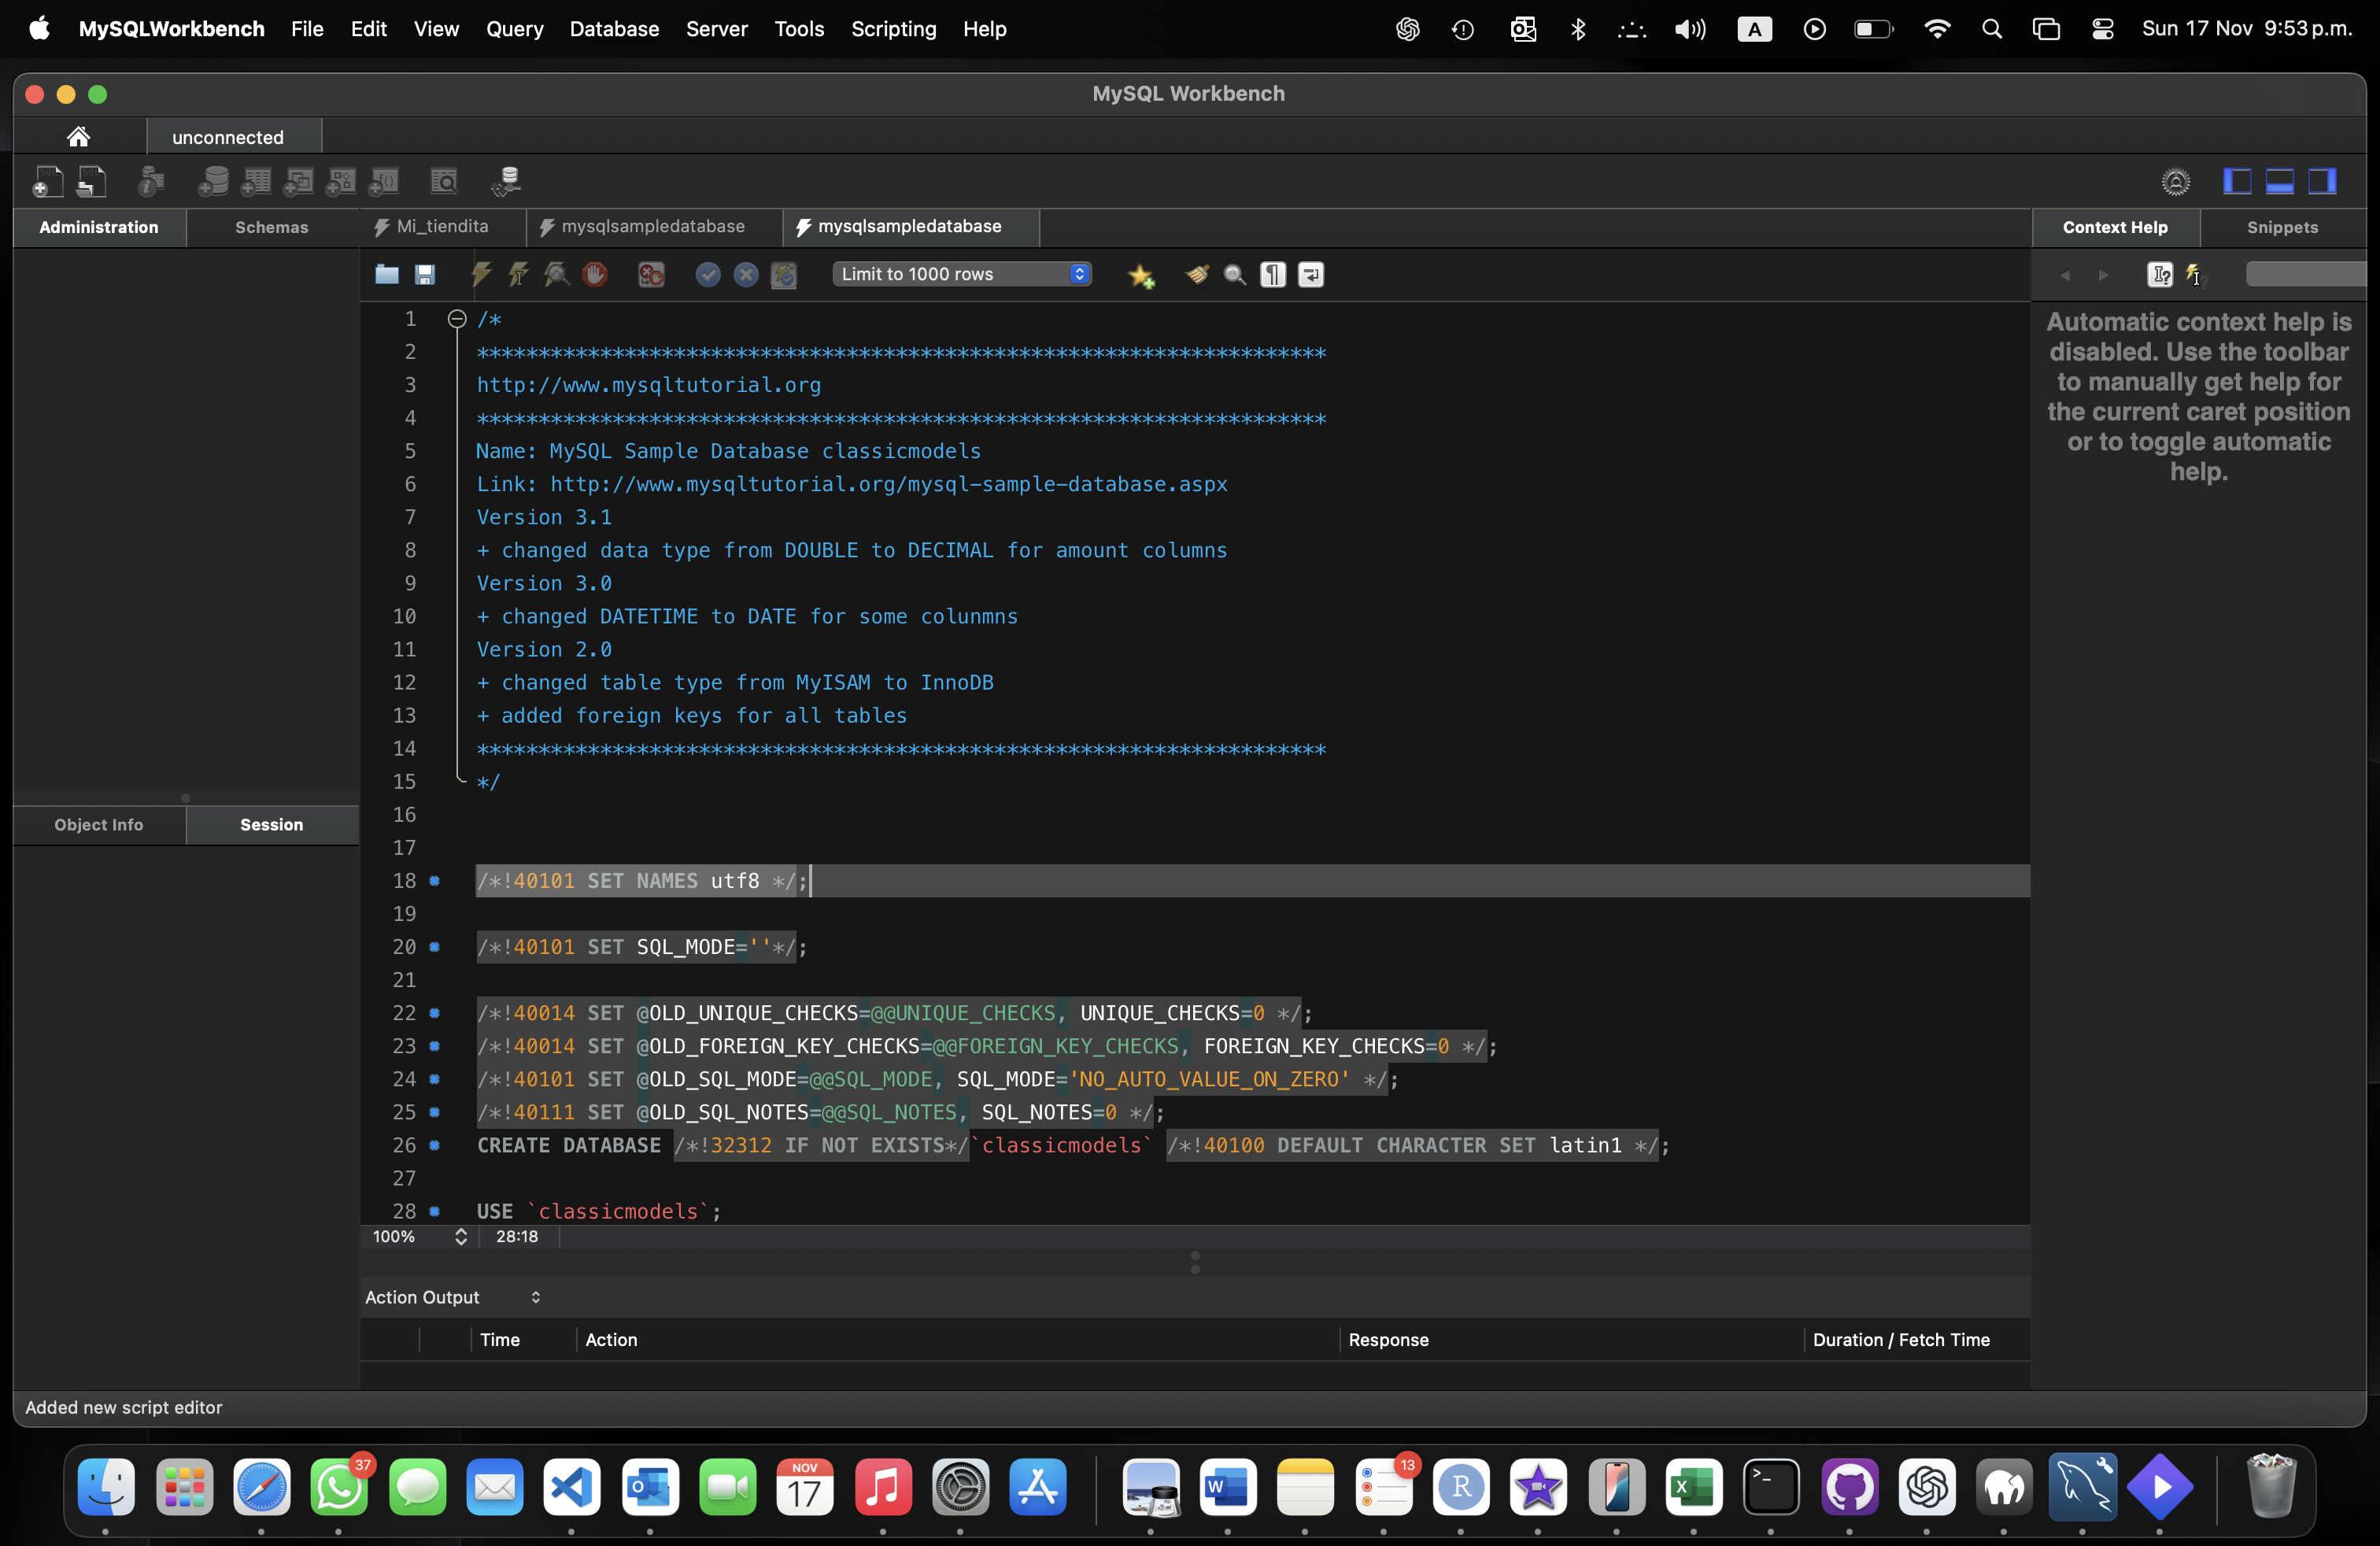 MySQLWorkbench File Edit View Query Database Server Tools Scripting Help A Sun 17 Nov 9:53 p.m.
MySQL Workbench
unconnected
Administration Schemas Mi_tiendita mysqlsampledatabase mysqlsampledatabase Context Help Snippets
Limit to 1000 rows
Automatic context help is
disabled. Use the toolbar
to manually get help for
the current caret position
or to toggle automatic
help.
1 /*
2 *********************************************************************
3 http://www.mysqltutorial.org
4 *********************************************************************
5 Name: MySQL Sample Database classicmodels
6 Link: http://www.mysqltutorial.org/mysql-sample-database.aspx
7 Version 3.1
8 + changed data type from DOUBLE to DECIMAL for amount columns
9 Version 3.0
10 + changed DATETIME to DATE for some colunmns
11 Version 2.0
12 + changed table type from MyISAM to InnoDB
13 + added foreign keys for all tables
14 *********************************************************************
15 */
16
17
18 /*!40101 SET NAMES utf8 */;
19
20 /*!40101 SET SQL_MODE=''*/;
21
22 /*!40014 SET @OLD_UNIQUE_CHECKS=@@UNIQUE_CHECKS, UNIQUE_CHECKS=0 */;
23 /*!40014 SET @OLD_FOREIGN_KEY_CHECKS=@@FOREIGN_KEY_CHECKS, FOREIGN_KEY_CHECKS=0 */;
24 /*!40101 SET @OLD_SQL_MODE=@@SQL_MODE, SQL_MODE='NO_AUTO_VALUE_ON_ZERO' */;
25 /*!40111 SET @OLD_SQL_NOTES=@@SQL_NOTES, SQL_NOTES=0 */;
26 CREATE DATABASE /*!32312 IF NOT EXISTS*/`classicmodels` /*!40100 DEFAULT CHARACTER SET latin1 */;
27
28 USE `classicmodels`;
Object Info Session
100% 28:18
Action Output
Time Action Response Duration / Fetch Time
Added new script editor
37 NOV 13
17